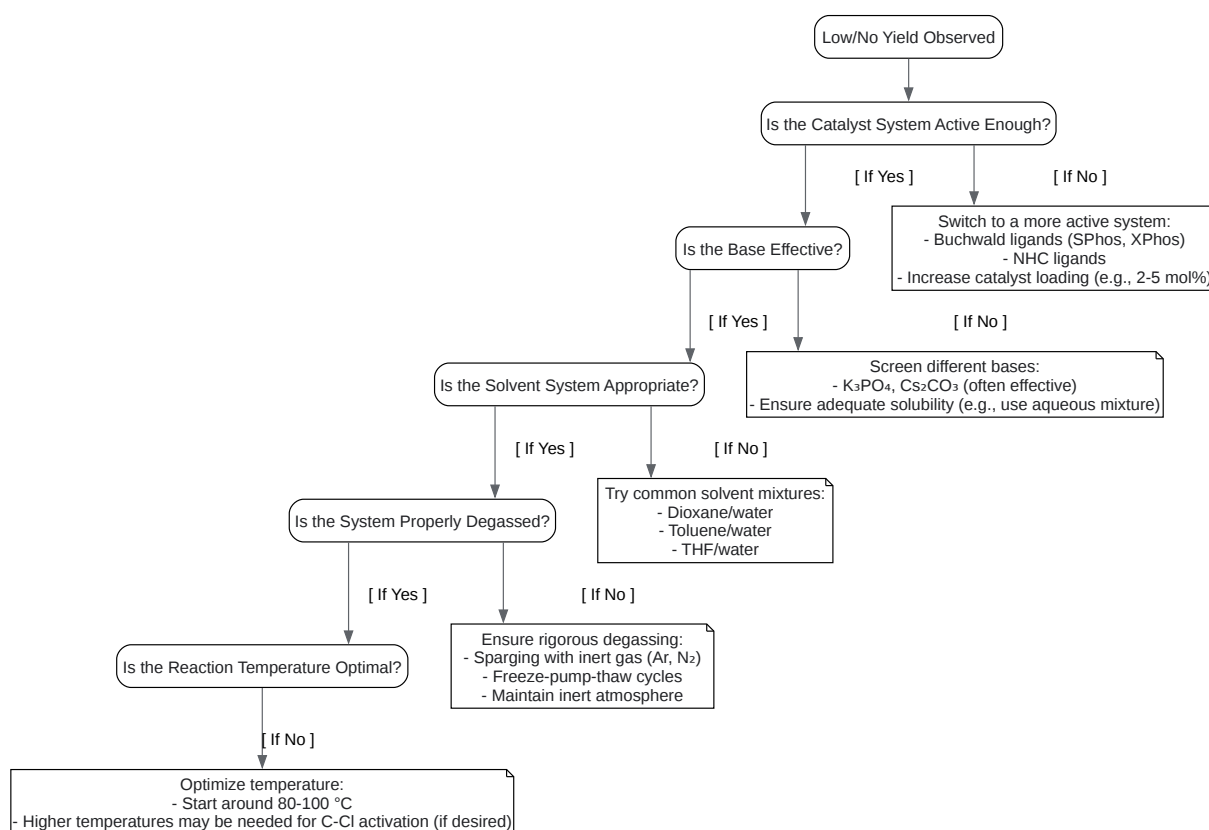 Low/No Yield Observed
Is the Catalyst System Active Enough?
[ If Yes ]
[ If No ]
Switch to a more active system:
- Buchwald ligands (SPhos, XPhos)
- NHC ligands
- Increase catalyst loading (e.g., 2-5 mol%)
Is the Base Effective?
[ If Yes ]
[ If No ]
Screen different bases:
- K₃PO₄, Cs₂CO₃ (often effective)
- Ensure adequate solubility (e.g., use aqueous mixture)
Is the Solvent System Appropriate?
[ If Yes ]
[ If No ]
Try common solvent mixtures:
- Dioxane/water
- Toluene/water
- THF/water
Is the System Properly Degassed?
[ If Yes ]
[ If No ]
Ensure rigorous degassing:
- Sparging with inert gas (Ar, N₂)
- Freeze-pump-thaw cycles
- Maintain inert atmosphere
Is the Reaction Temperature Optimal?
[ If No ]
Optimize temperature:
- Start around 80-100 °C
- Higher temperatures may be needed for C-Cl activation (if desired)